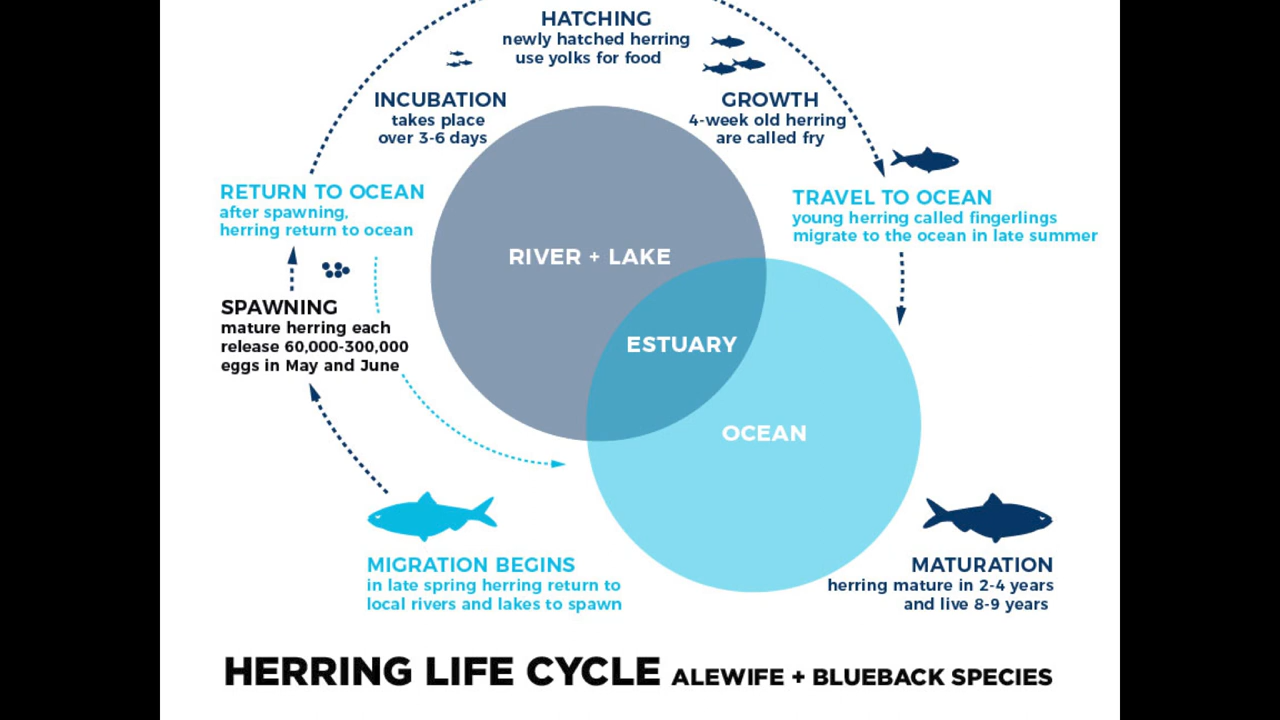 HATCHING
newly hatched herring
use yolks for food
INCUBATION
takes place
over 3-6 days
GROWTH
4-week old herring
are called fry
RETURN TO OCEAN
after spawning,
herring return to ocean
TRAVEL TO OCEAN
young herring called fingerlings
migrate to the ocean in late summer
RIVER + LAKE
SPAWNING
mature herring each
release 60,000-300,000
eggs in May and June
ESTUARY
OCEAN
MIGRATION BEGINS
in late spring herring return to
local rivers and lakes to spawn
MATURATION
herring mature in 2-4 years
and live 8-9 years
HERRING LIFE CYCLE ALEWIFE + BLUEBACK SPECIES